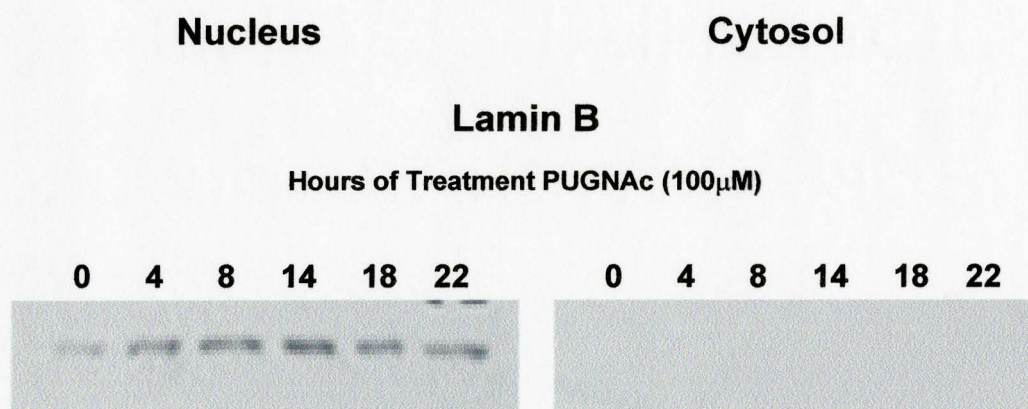 Nucleus Cytosol
Lamin B
Hours of Treatment PUGNAc (100μM)
0 4 8 14 18 22 0 4 8 14 18 22